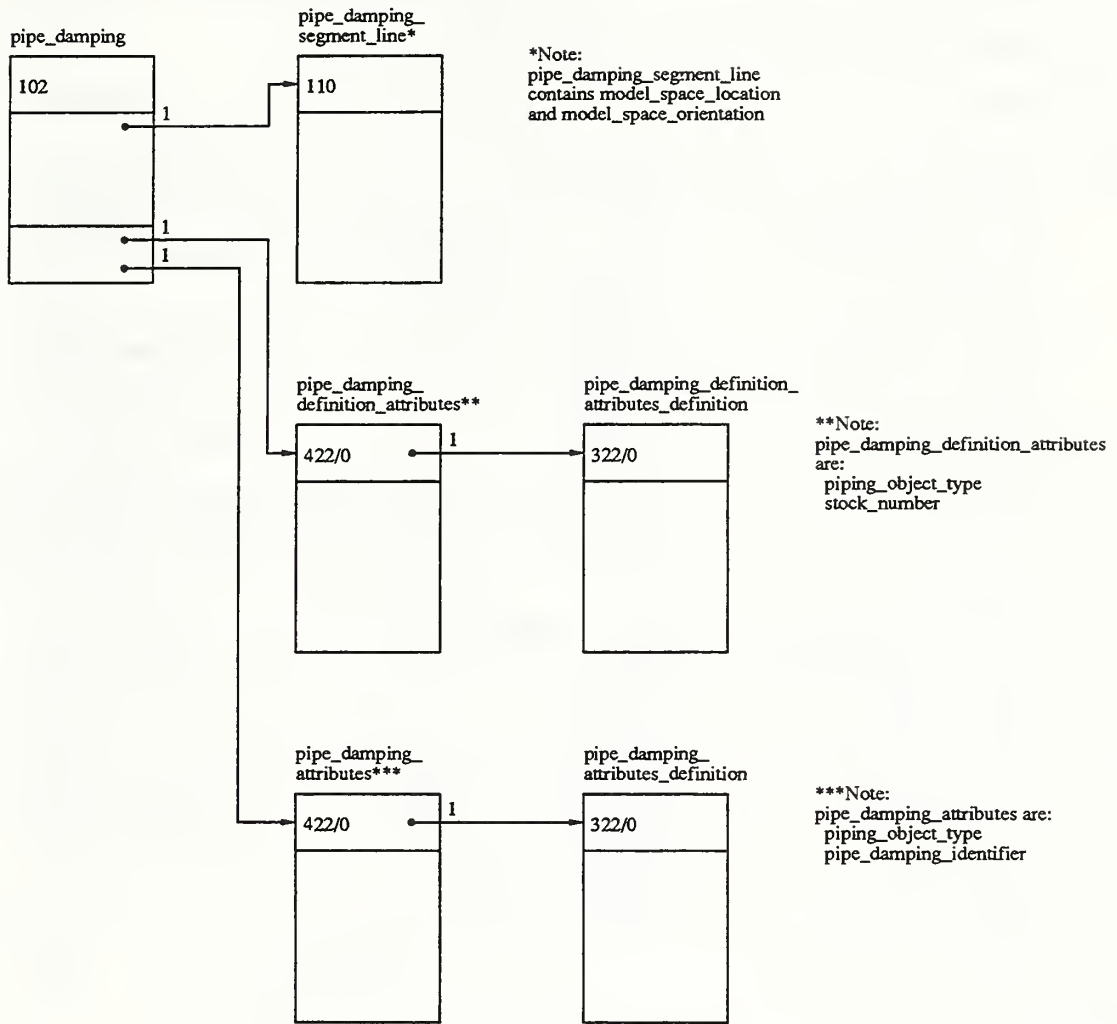 pipe_damping
102
pipe_damping_
segment_line*
110
*Note:
pipe_damping_segment_line
contains model_space_location
and model_space_orientation
1
1
1
pipe_damping_
definition_attributes**
422/0
1
pipe_damping_definition_
attributes_definition
322/0
**Note:
pipe_damping_definition_attributes
are:
piping_object_type
stock_number
pipe_damping_
attributes***
422/0
1
pipe_damping_
attributes_definition
322/0
***Note:
pipe_damping_attributes are:
piping_object_type
pipe_damping_identifier